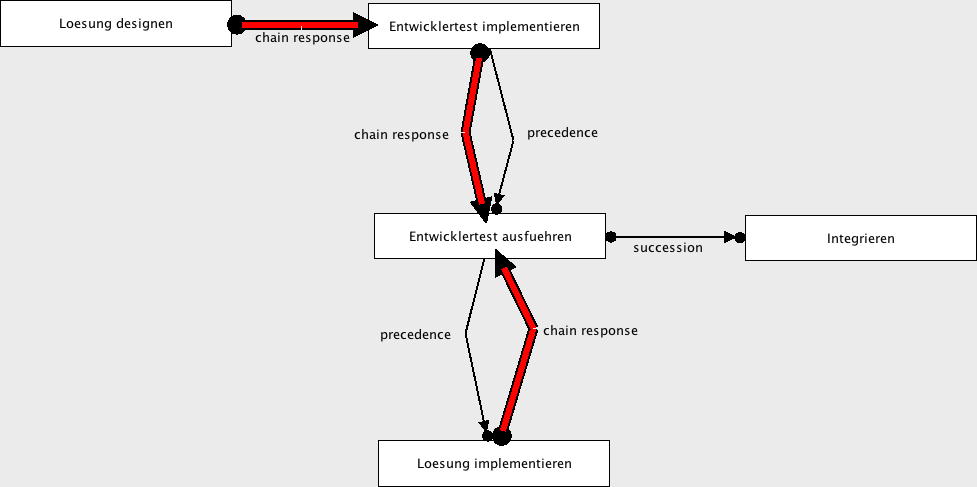 Loesung designen
chain response
Entwicklertest implementieren
chain response
precedence
Entwicklertest ausfuehren
succession
Integrieren
precedence
chain response
Loesung implementieren